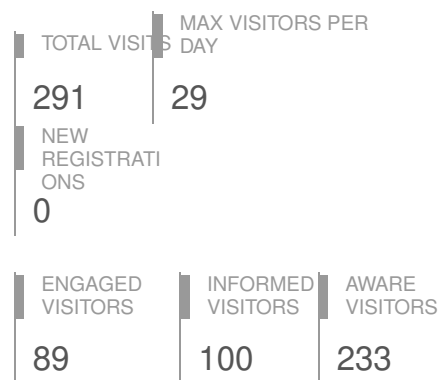 TOTAL VISITS
MAX VISITORS PER
DAY
291
29
NEW
REGISTRATI
ONS
0
ENGAGED
VISITORS
INFORMED
VISITORS
AWARE
VISITORS
89
100
233